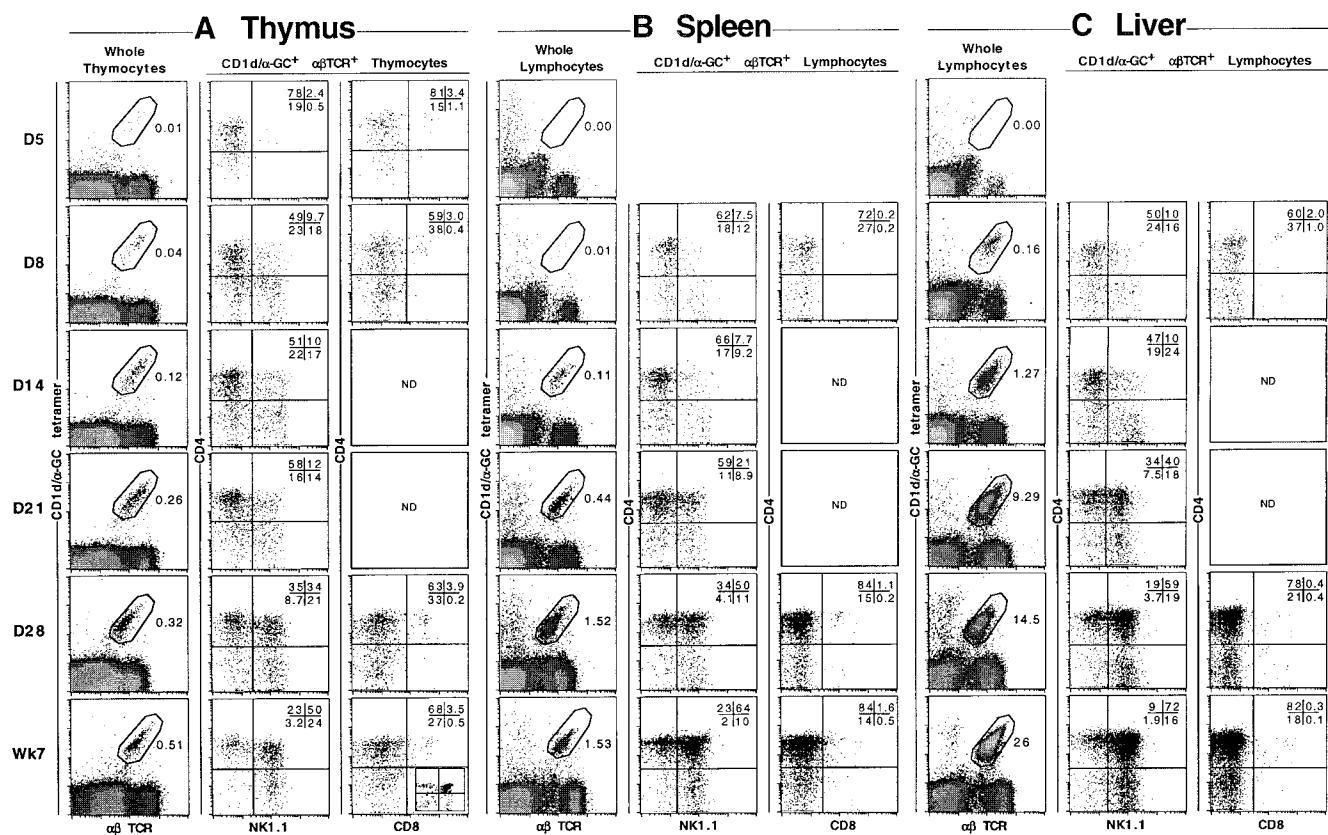 A Thymus B Spleen C Liver
Whole Thymocytes CD1d/α-GC⁺ αβTCR⁺ Thymocytes Whole Lymphocytes CD1d/α-GC⁺ αβTCR⁺ Lymphocytes Whole Lymphocytes CD1d/α-GC⁺ αβTCR⁺ Lymphocytes
D5
0.01
78|2.4
19|0.5
81|3.4
15|1.1
0.00
0.00
D8
0.04
49|9.7
23|18
59|3.0
38|0.4
0.01
62|7.5
18|12
72|0.2
27|0.2
0.16
50|10
24|16
60|2.0
37|1.0
D14
0.12
51|10
22|17
ND
0.11
66|7.7
17|9.2
ND
1.27
47|10
19|24
ND
D21
0.26
58|12
16|14
ND
0.44
59|21
11|8.9
ND
9.29
34|40
7.5|18
ND
D28
0.32
35|34
8.7|21
63|3.9
33|0.2
1.52
34|50
4.1|11
84|1.1
15|0.2
14.5
19|59
3.7|19
78|0.4
21|0.4
Wk7
0.51
23|50
3.2|24
68|3.5
27|0.5
1.53
23|64
2|10
84|1.6
14|0.5
26
9|72
1.9|16
82|0.3
18|0.1
CD1d/α-GC tetramer
CD4
CD4
CD1d/α-GC tetramer
CD4
CD4
CD1d/α-GC tetramer
CD4
CD4
αβ TCR NK1.1 CD8 αβ TCR NK1.1 CD8 αβ TCR NK1.1 CD8